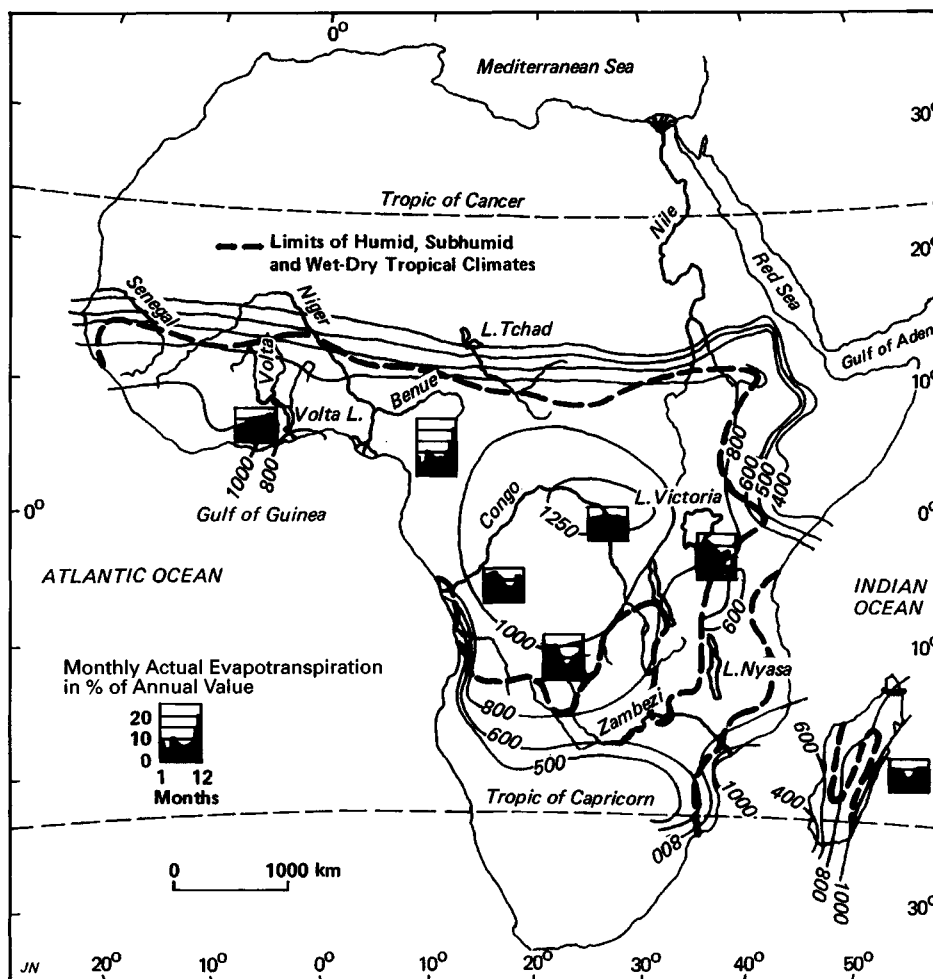 0°
Mediterranean Sea
30°
Tropic of Cancer
Nile
Limits of Humid, Subhumid
and Wet-Dry Tropical Climates
20°
Red Sea
Senegal
Niger
L. Tchad
Gulf of Aden
Volta
Benue
10°
Volta L.
800
600
500
400
1000
800
Congo
L. Victoria
1250
0°
Gulf of Guinea
0°
ATLANTIC OCEAN
INDIAN
OCEAN
600
1000
Monthly Actual Evapotranspiration
in % of Annual Value
L. Nyasa
10°
20
10
0
800
Zambezi
600
600
1 12
Months
500
Tropic of Capricorn
1000
400
800
0 1000 km
800
1000
30°
JN
20° 10° 0° 10° 20° 30° 40° 50°